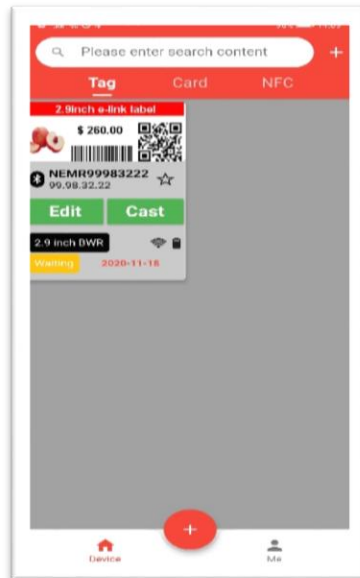 Please enter search content
+
Tag Card NFC
2.9inch e-link label
$ 260.00
NEMR99983222
99.98.32.22
Edit Cast
2.9 inch BWR
Waiting 2020-11-18
+
Device Me